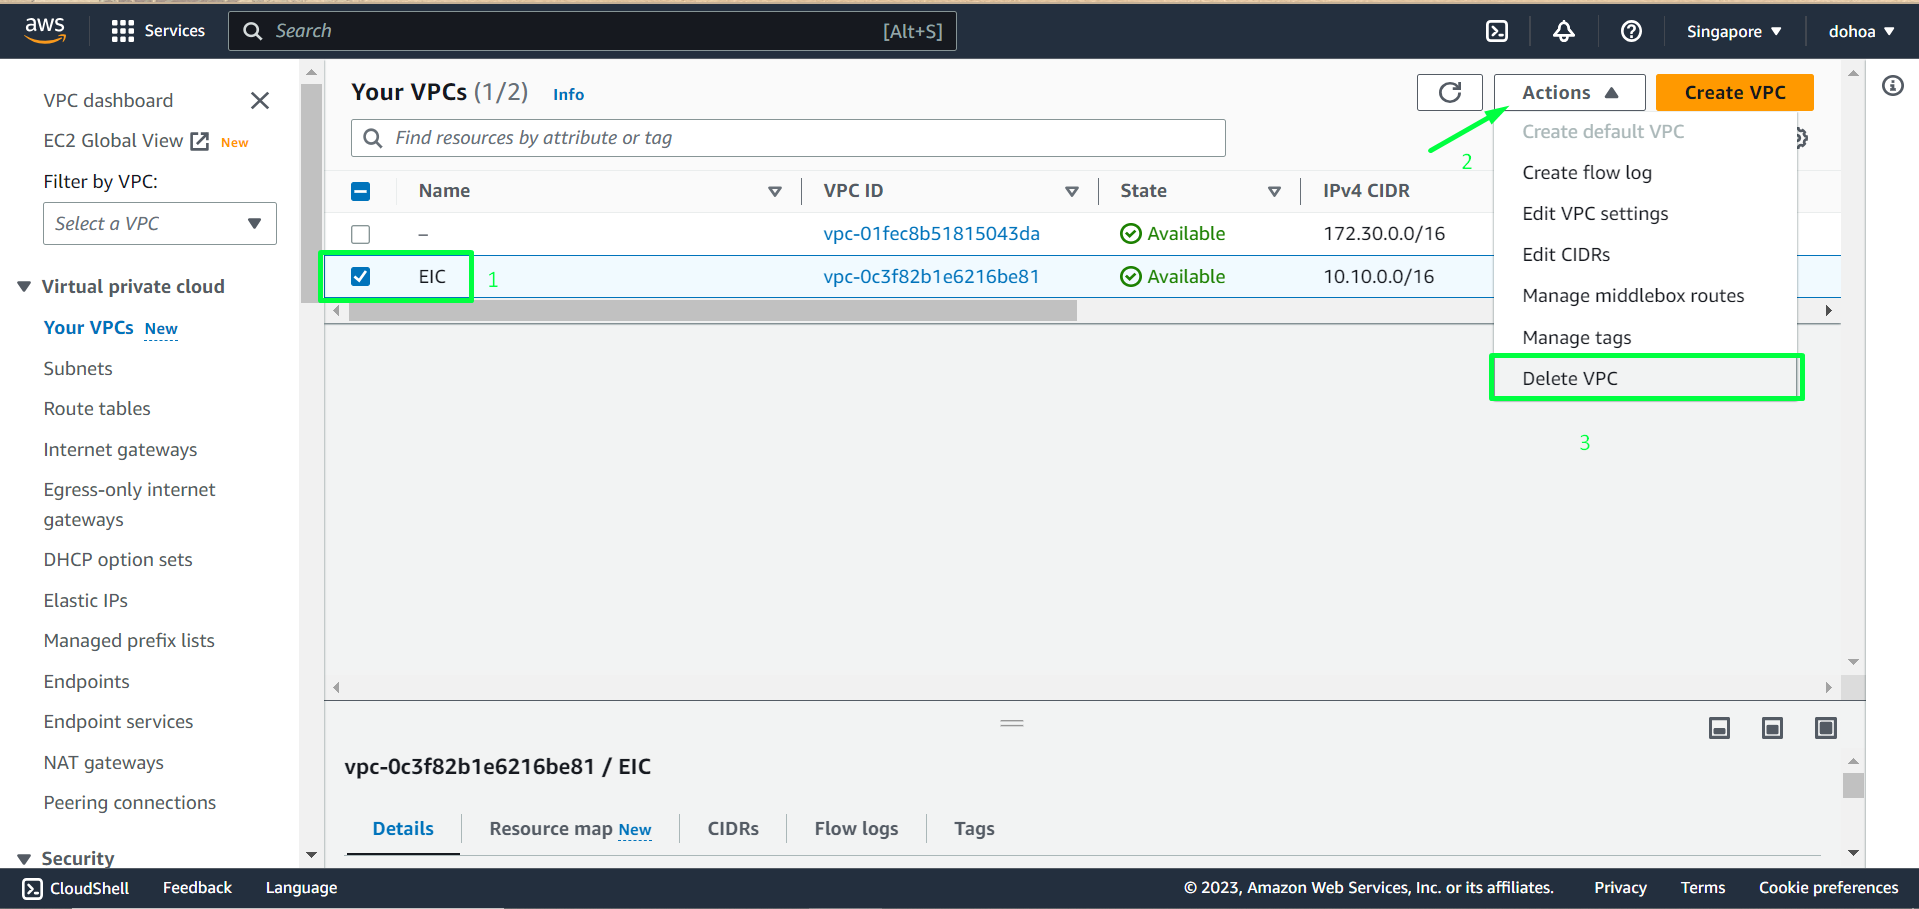 aws
Services
Search
[Alt+S]
Singapore
dohoa
VPC dashboard
EC2 Global View New
Filter by VPC:
Select a VPC
Virtual private cloud
Your VPCs New
Subnets
Route tables
Internet gateways
Egress-only internet
gateways
DHCP option sets
Elastic IPs
Managed prefix lists
Endpoints
Endpoint services
NAT gateways
Peering connections
Security
Your VPCs (1/2) Info
Actions
Create VPC
Find resources by attribute or tag
Name VPC ID State IPv4 CIDR
– vpc-01fec8b51815043da Available 172.30.0.0/16
EIC 1 vpc-0c3f82b1e6216be81 Available 10.10.0.0/16
2
Create default VPC
Create flow log
Edit VPC settings
Edit CIDRs
Manage middlebox routes
Manage tags
Delete VPC
3
vpc-0c3f82b1e6216be81 / EIC
Details Resource map New CIDRs Flow logs Tags
CloudShell Feedback Language © 2023, Amazon Web Services, Inc. or its affiliates. Privacy Terms Cookie preferences